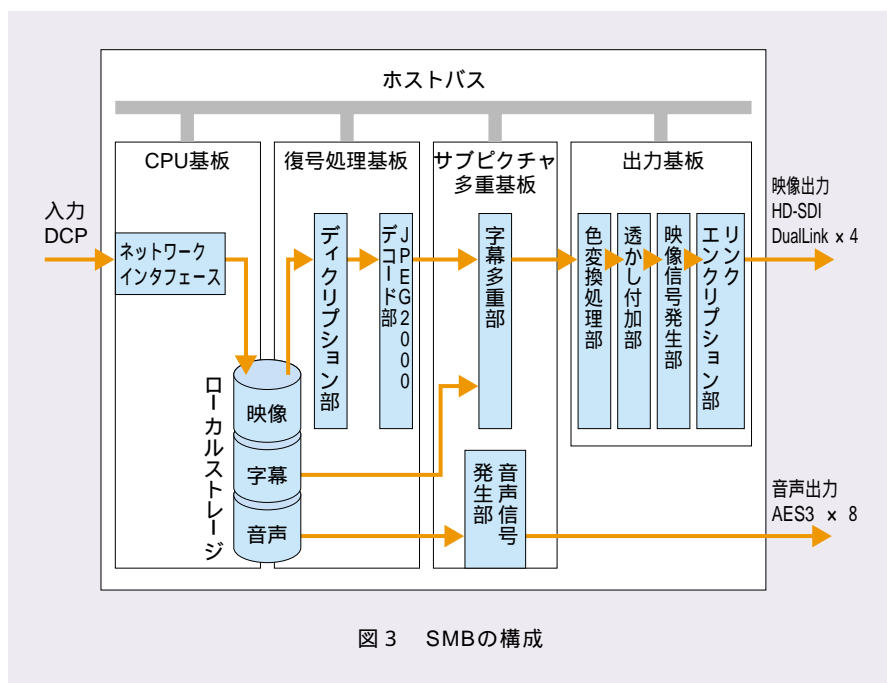 ホストバス
CPU基板
復号処理基板
サブピクチャ
多重基板
出力基板
入力
DCP
ネットワーク
インタフェース
ディクリプション部
JPEG2000
デコード部
字幕多重部
色変換処理部
透かし付加部
映像信号発生部
リンク
エンクリプション部
映像出力
HD-SDI
DualLink x 4
ローカルストレージ
映像
字幕
音声
音声信号
発生部
音声出力
AES3 × 8
図3 SMBの構成